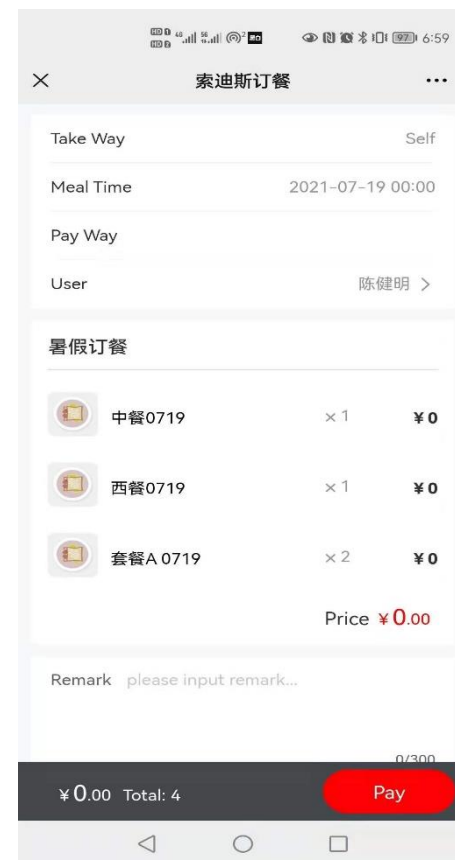 4G 5G 97 6:59
索迪斯订餐
Take Way Self
Meal Time 2021-07-19 00:00
Pay Way
User 陈健明 >
暑假订餐
中餐0719 ×1 ¥0
西餐0719 ×1 ¥0
套餐A 0719 ×2 ¥0
Price ¥0.00
Remark please input remark...
0/300
¥0.00 Total: 4 Pay